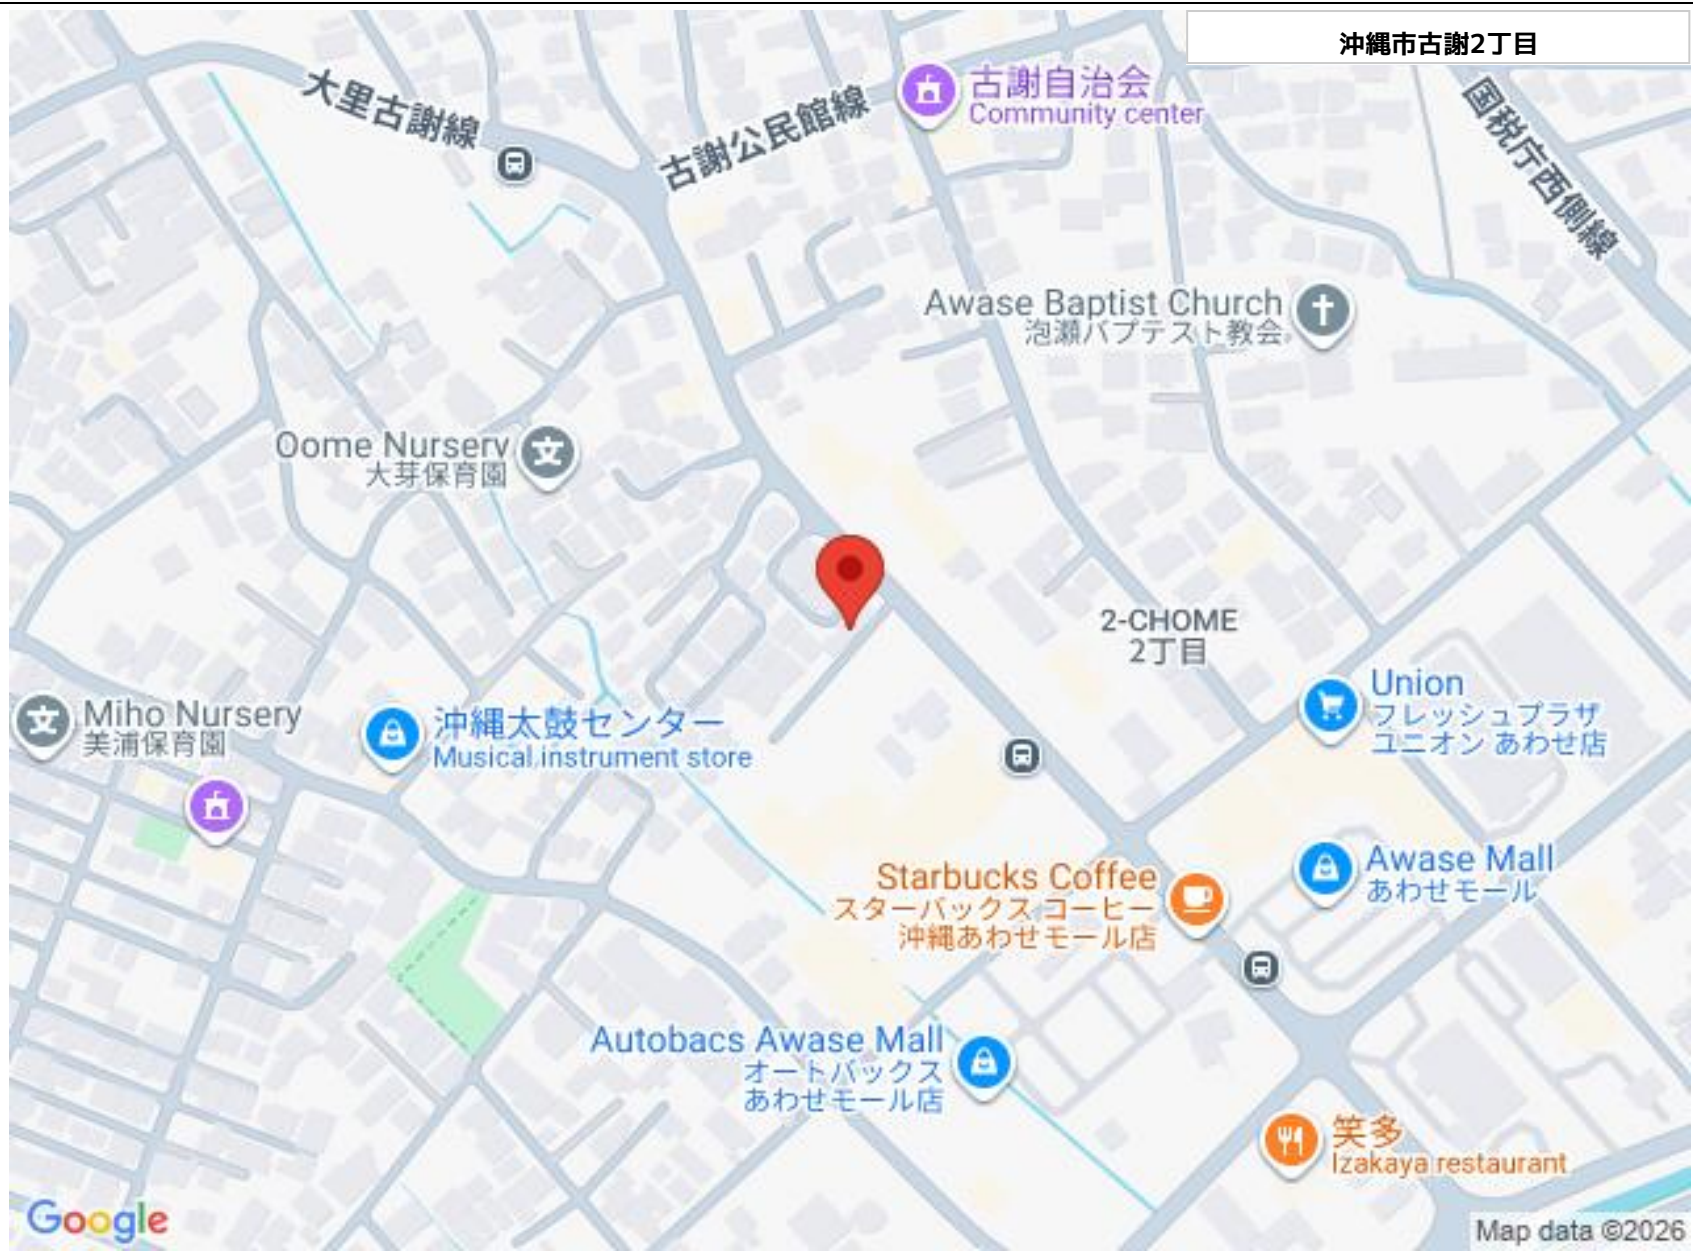 沖縄市古謝2丁目
大里古謝線
古謝公民館線
古謝自治会
Community center
国税庁西側線
Awase Baptist Church
泡瀬バプテスト教会
Oome Nursery
大芽保育園
2-CHOME
2丁目
Miho Nursery
美浦保育園
沖縄太鼓センター
Musical instrument store
Union
フレッシュプラザ
ユニオン あわせ店
Starbucks Coffee
スターバックス コーヒー
沖縄あわせモール店
Awase Mall
あわせモール
Autobacs Awase Mall
オートバックス
あわせモール店
笑多
Izakaya restaurant
Google
Map data ©2026